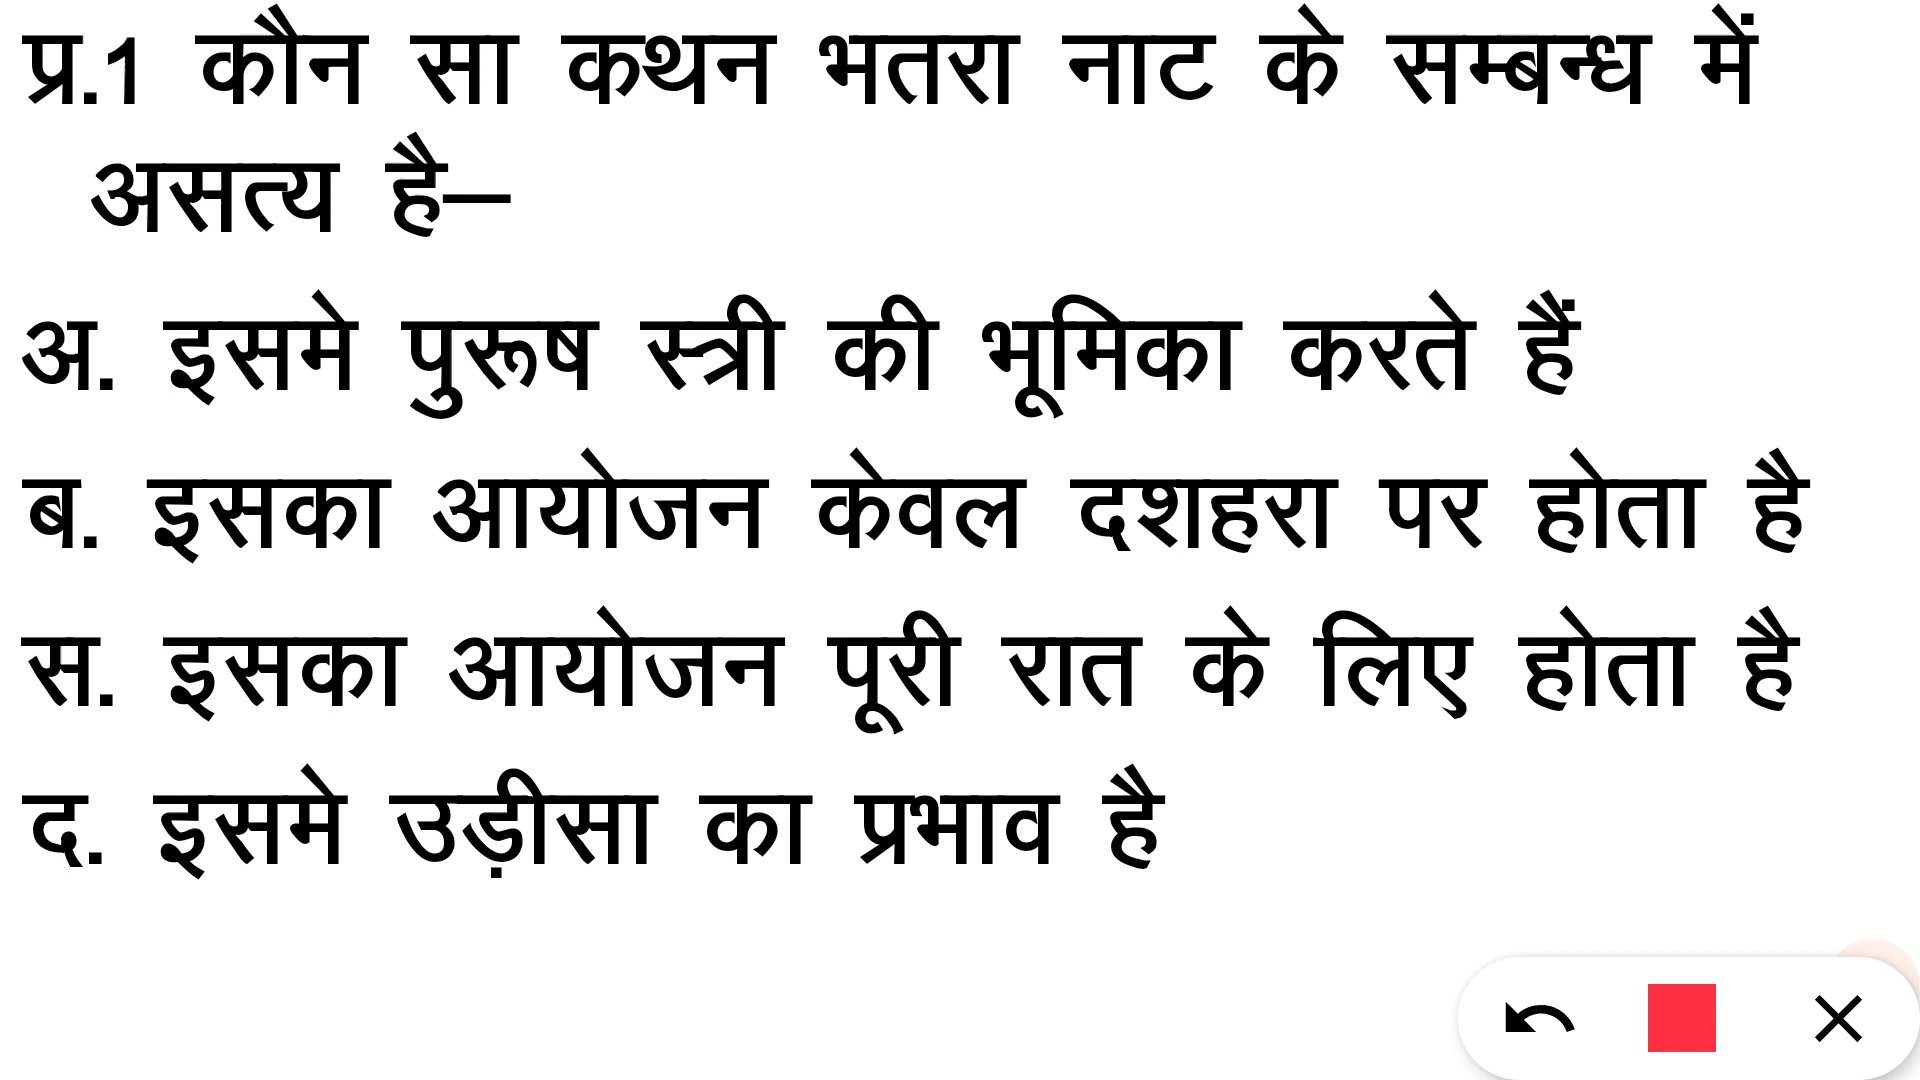 प्र.1 कौन सा कथन भतरा नाट के सम्बन्ध में
असत्य है–
अ. इसमे पुरूष स्त्री की भूमिका करते हैं
ब. इसका आयोजन केवल दशहरा पर होता है
स. इसका आयोजन पूरी रात के लिए होता है
द. इसमे उड़ीसा का प्रभाव है